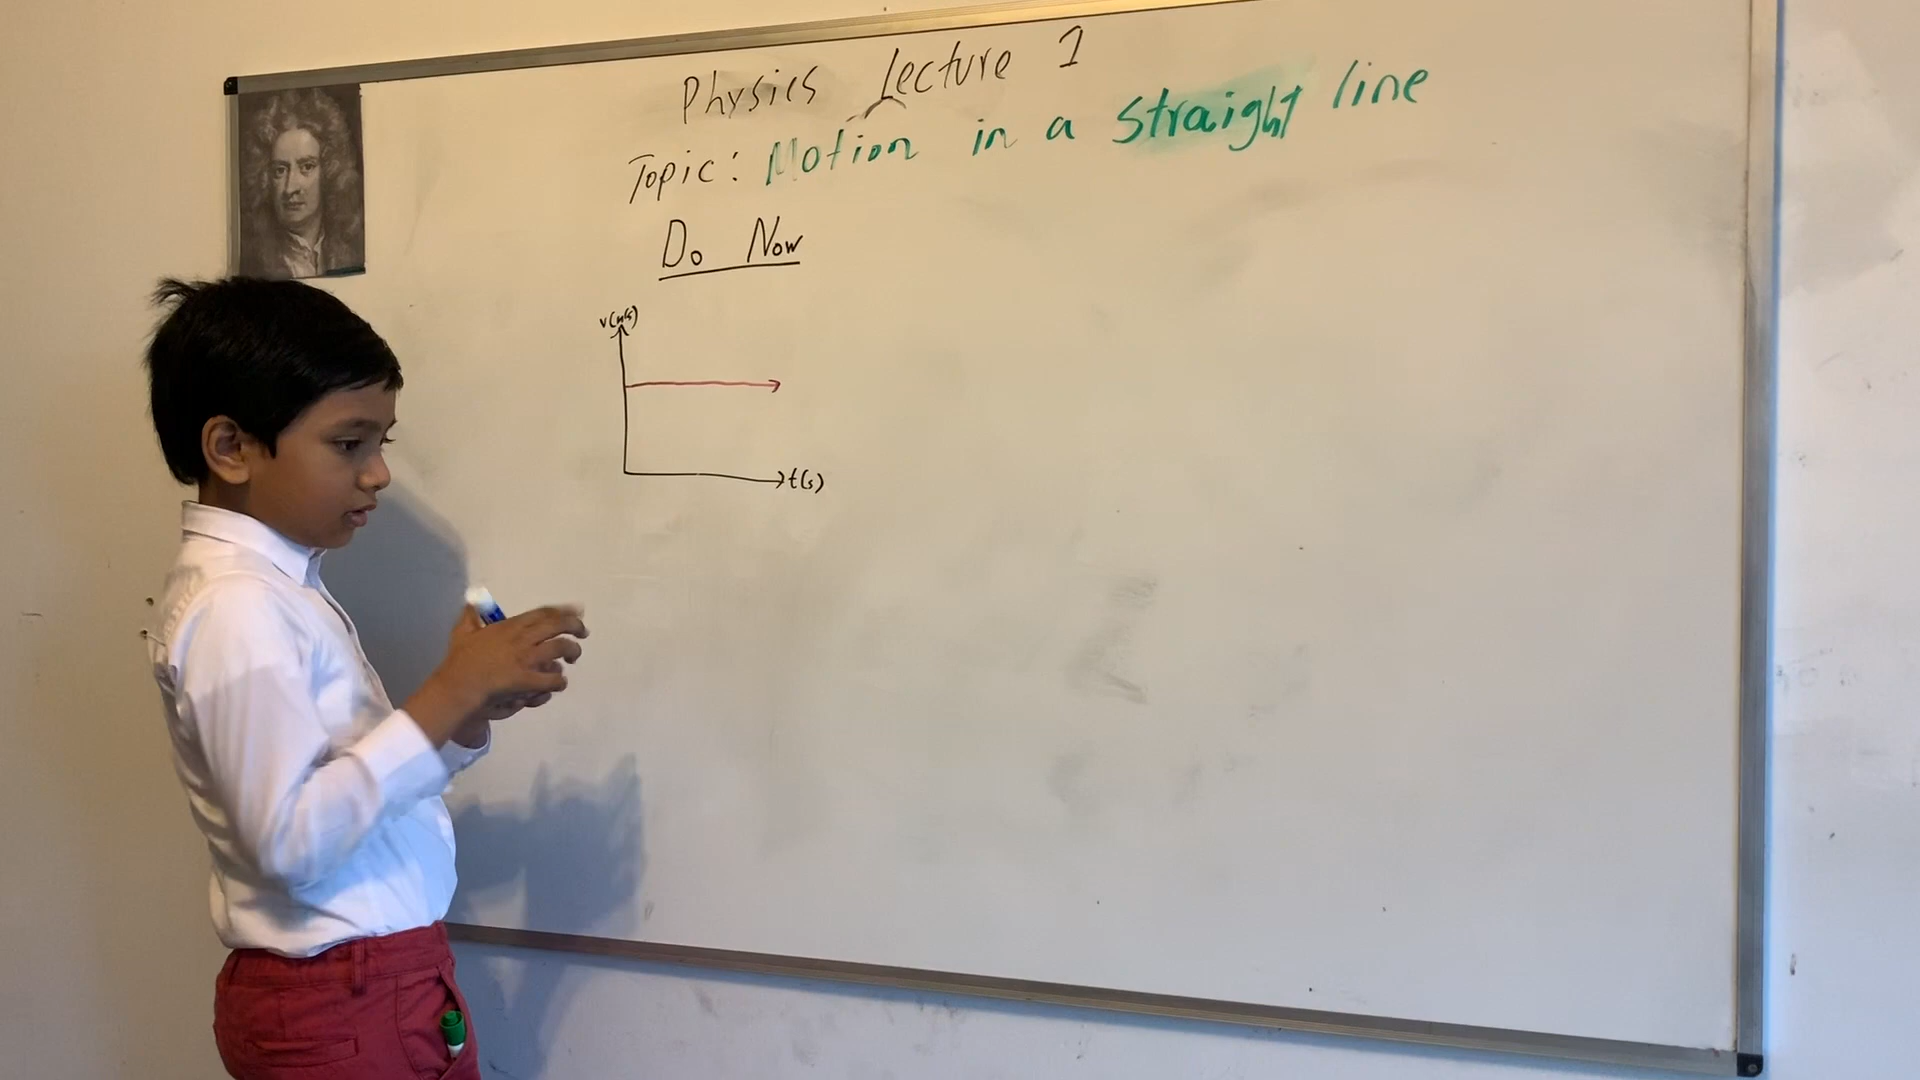 Physics Lecture 1
Topic: Motion in a straight line
Do Now
v(m/s)
t(s)